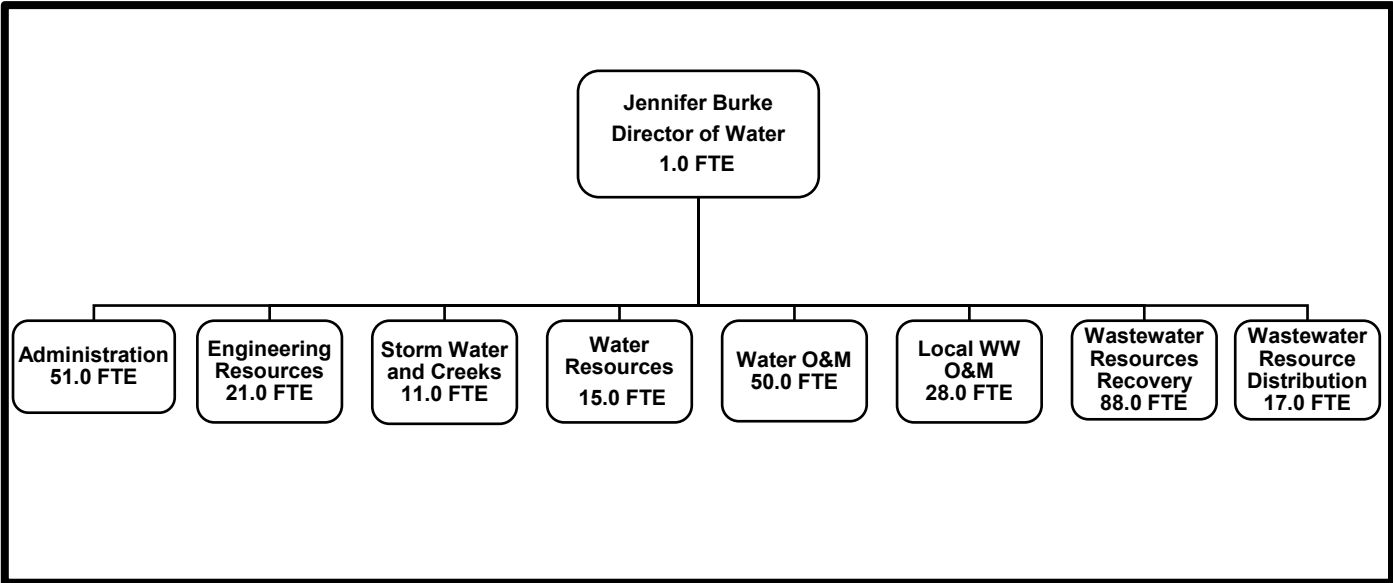 Jennifer Burke
Director of Water
1.0 FTE
Administration
51.0 FTE
Engineering
Resources
21.0 FTE
Storm Water
and Creeks
11.0 FTE
Water
Resources
15.0 FTE
Water O&M
50.0 FTE
Local WW
O&M
28.0 FTE
Wastewater
Resources
Recovery
88.0 FTE
Wastewater
Resource
Distribution
17.0 FTE